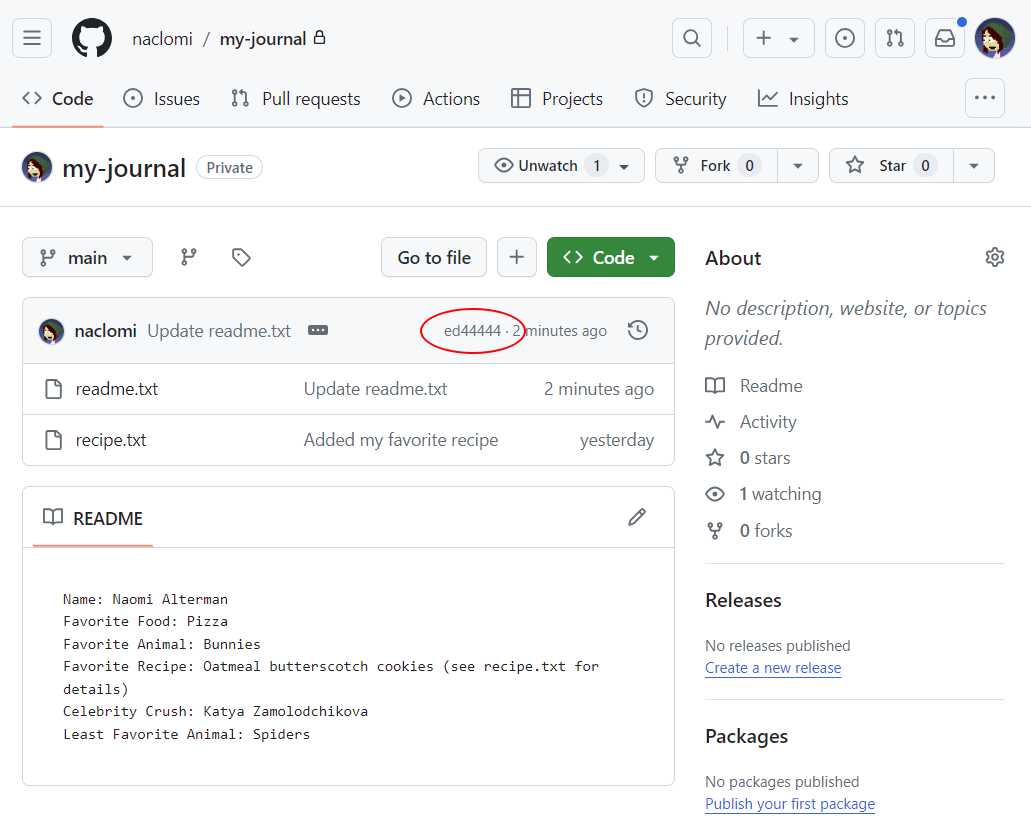 naclomi / my-journal
Code Issues Pull requests Actions Projects Security Insights
my-journal Private
Unwatch 1 Fork 0 Star 0
main Go to file Code
naclomi Update readme.txt ed44444 · 2 minutes ago
readme.txt Update readme.txt 2 minutes ago
recipe.txt Added my favorite recipe yesterday
README
Name: Naomi Alterman
Favorite Food: Pizza
Favorite Animal: Bunnies
Favorite Recipe: Oatmeal butterscotch cookies (see recipe.txt for
details)
Celebrity Crush: Katya Zamolodchikova
Least Favorite Animal: Spiders
About
No description, website, or topics
provided.
Readme
Activity
0 stars
1 watching
0 forks
Releases
No releases published
Create a new release
Packages
No packages published
Publish your first package